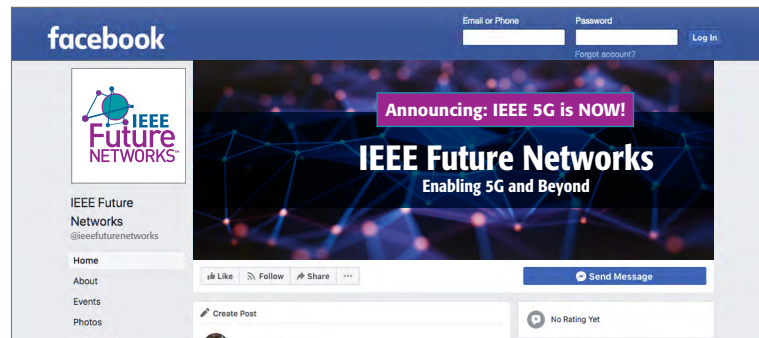 facebook
Email or Phone
Password
Log In
Forgot account?
IEEE
Future
NETWORKS™
Announcing: IEEE 5G is NOW!
IEEE Future Networks
Enabling 5G and Beyond
IEEE Future
Networks
@ieeefuturenetworks
Home
About
Events
Photos
Like
Follow
Share
...
Send Message
Create Post
No Rating Yet